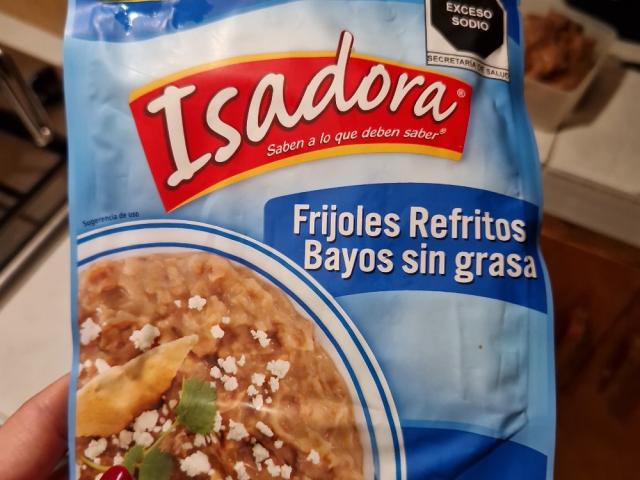 EXCESO
SODIO
SECRETARÍA DE SALUD
Isadora®
Saben a lo que deben saber®
Sugerencia de uso
Frijoles Refritos
Bayos sin grasa